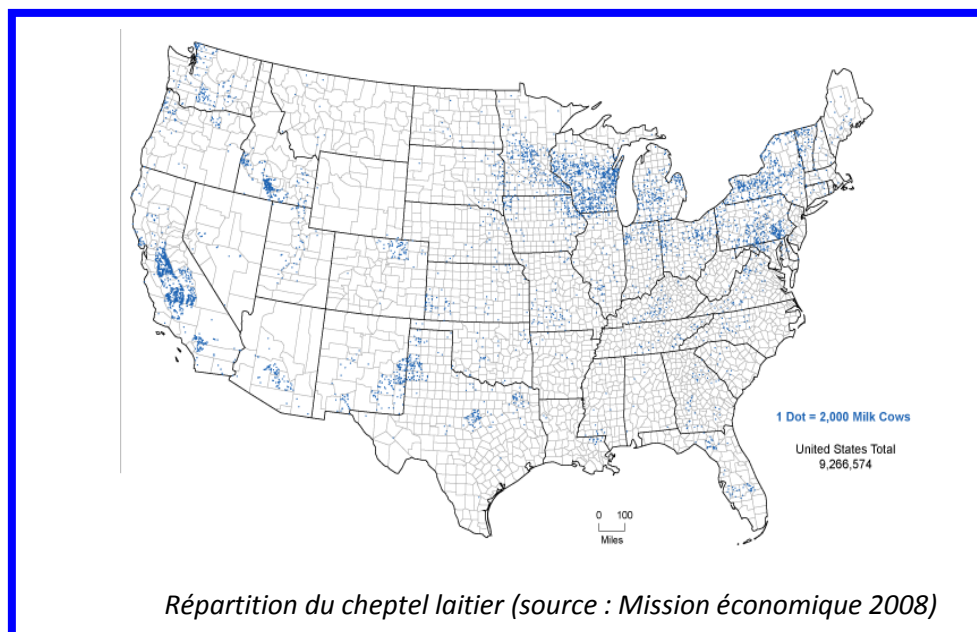 1 Dot = 2,000 Milk Cows
United States Total
9,266,574
0 100
Miles
Répartition du cheptel laitier (source : Mission économique 2008)